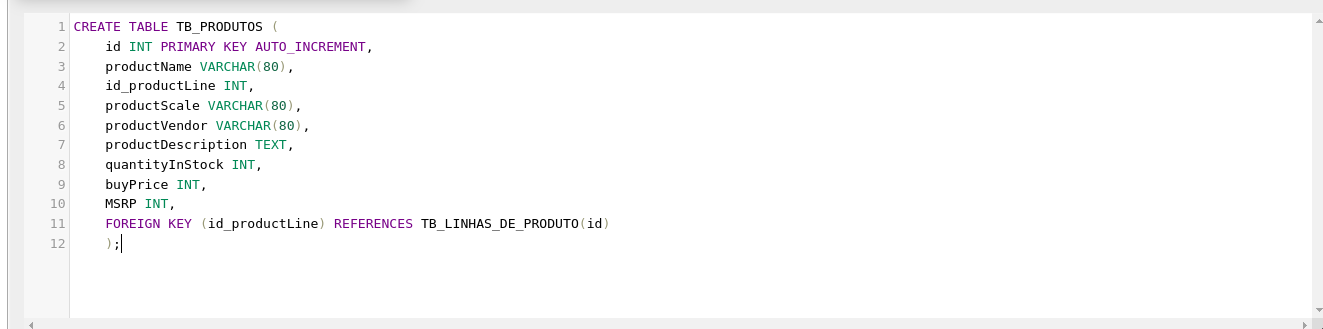 1 CREATE TABLE TB_PRODUTOS (
2 id INT PRIMARY KEY AUTO_INCREMENT,
3 productName VARCHAR(80),
4 id_productLine INT,
5 productScale VARCHAR(80),
6 productVendor VARCHAR(80),
7 productDescription TEXT,
8 quantityInStock INT,
9 buyPrice INT,
10 MSRP INT,
11 FOREIGN KEY (id_productLine) REFERENCES TB_LINHAS_DE_PRODUTO(id)
12 );